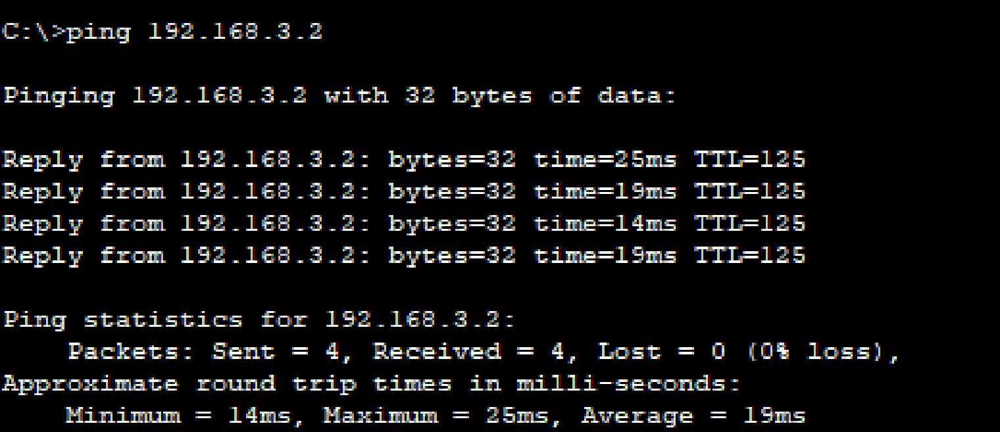 C:\>ping 192.168.3.2
Pinging 192.168.3.2 with 32 bytes of data:
Reply from 192.168.3.2: bytes=32 time=25ms TTL=125
Reply from 192.168.3.2: bytes=32 time=19ms TTL=125
Reply from 192.168.3.2: bytes=32 time=14ms TTL=125
Reply from 192.168.3.2: bytes=32 time=19ms TTL=125
Ping statistics for 192.168.3.2:
    Packets: Sent = 4, Received = 4, Lost = 0 (0% loss),
Approximate round trip times in milli-seconds:
    Minimum = 14ms, Maximum = 25ms, Average = 19ms